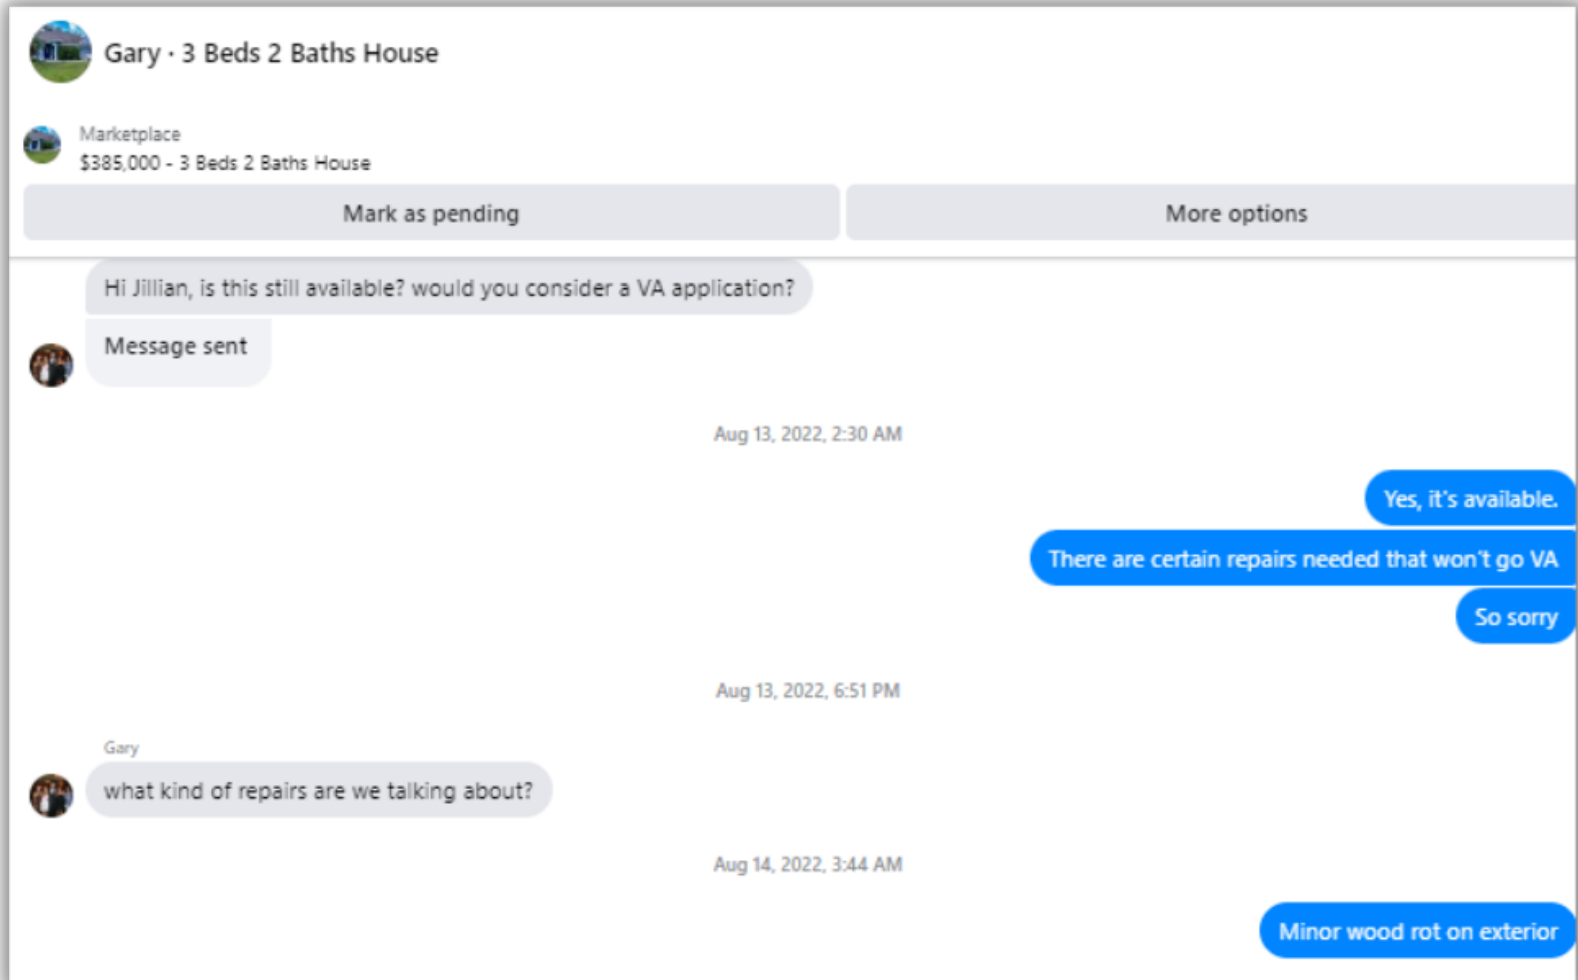 Gary · 3 Beds 2 Baths House
Marketplace
$385,000 - 3 Beds 2 Baths House
Mark as pending
More options
Hi Jillian, is this still available? would you consider a VA application?
Message sent
Aug 13, 2022, 2:30 AM
Yes, it's available.
There are certain repairs needed that won't go VA
So sorry
Aug 13, 2022, 6:51 PM
Gary
what kind of repairs are we talking about?
Aug 14, 2022, 3:44 AM
Minor wood rot on exterior